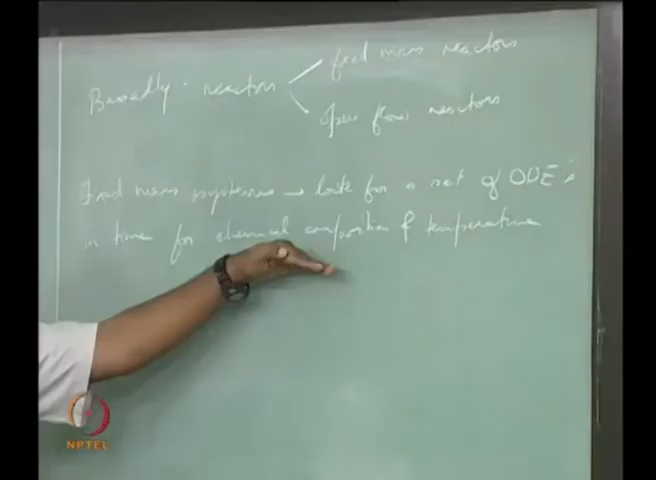 Broadly reactors
fixed mass reactors
Open flow reactors
Fixed mass systems → look for a set of ODE's
in time for chemical composition & temperature
NPTEL